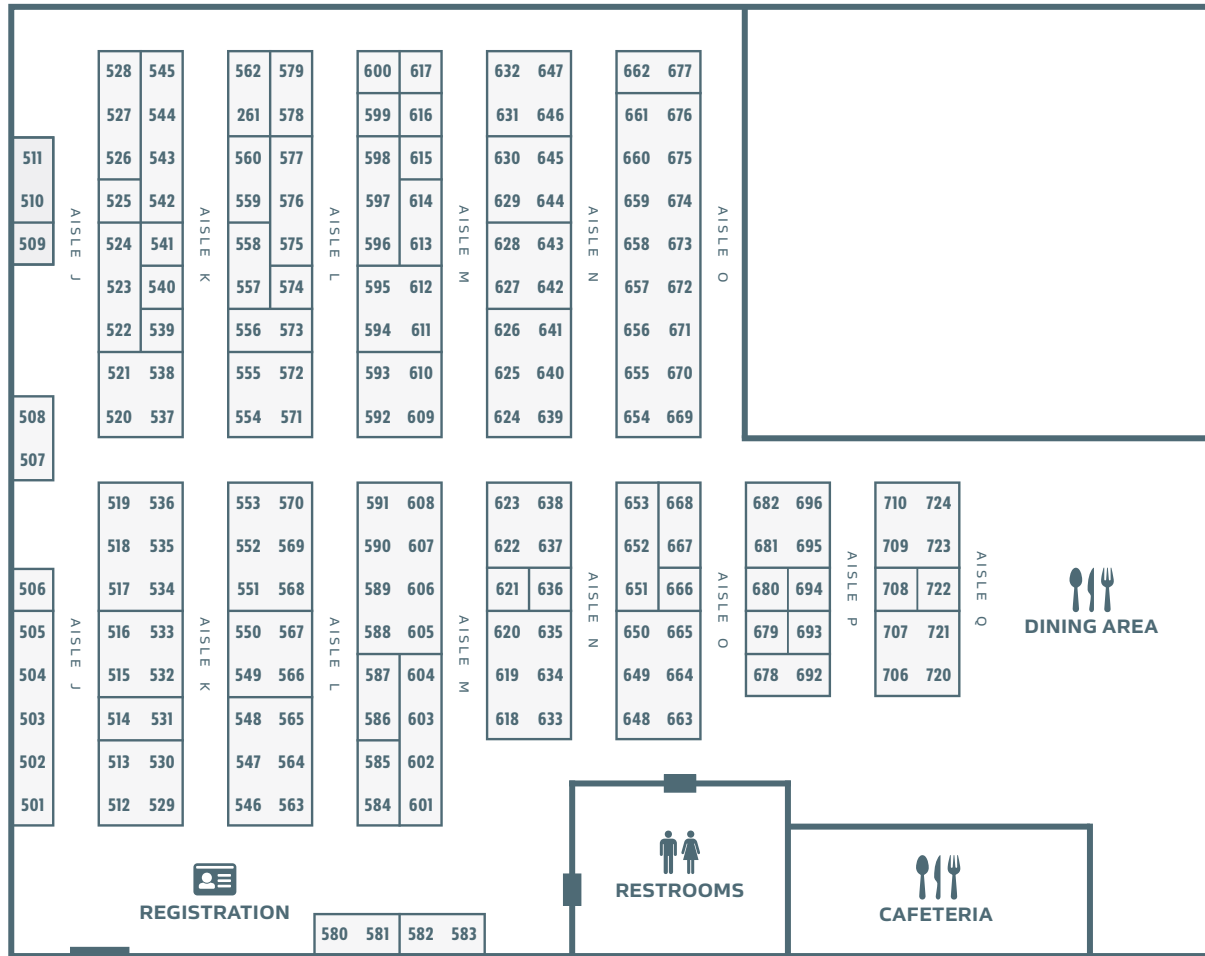 528 545 562 579 600 617 632 647 662 677
527 544 261 578 599 616 631 646 661 676
511 526 543 560 577 598 615 630 645 660 675
510 525 542 559 576 597 614 629 644 659 674
509 524 541 558 575 596 613 628 643 658 673
AISLE J
AISLE K
AISLE L
AISLE M
AISLE N
AISLE O
523 540 557 574 595 612 627 642 657 672
522 539 556 573 594 611 626 641 656 671
521 538 555 572 593 610 625 640 655 670
508 520 537 554 571 592 609 624 639 654 669
507
519 536 553 570 591 608 623 638 653 668 682 696 710 724
518 535 552 569 590 607 622 637 652 667 681 695 709 723
506 517 534 551 568 589 606 621 636 651 666 680 694 708 722
AISLE J
AISLE K
AISLE L
AISLE M
AISLE N
AISLE O
AISLE P
AISLE Q
DINING AREA
505 516 533 550 567 588 605 620 635 650 665 679 693 707 721
504 515 532 549 566 587 604 619 634 649 664 678 692 706 720
503 514 531 548 565 586 603 618 633 648 663
502 513 530 547 564 585 602
501 512 529 546 563 584 601
RESTROOMS
REGISTRATION
CAFETERIA
580 581 582 583